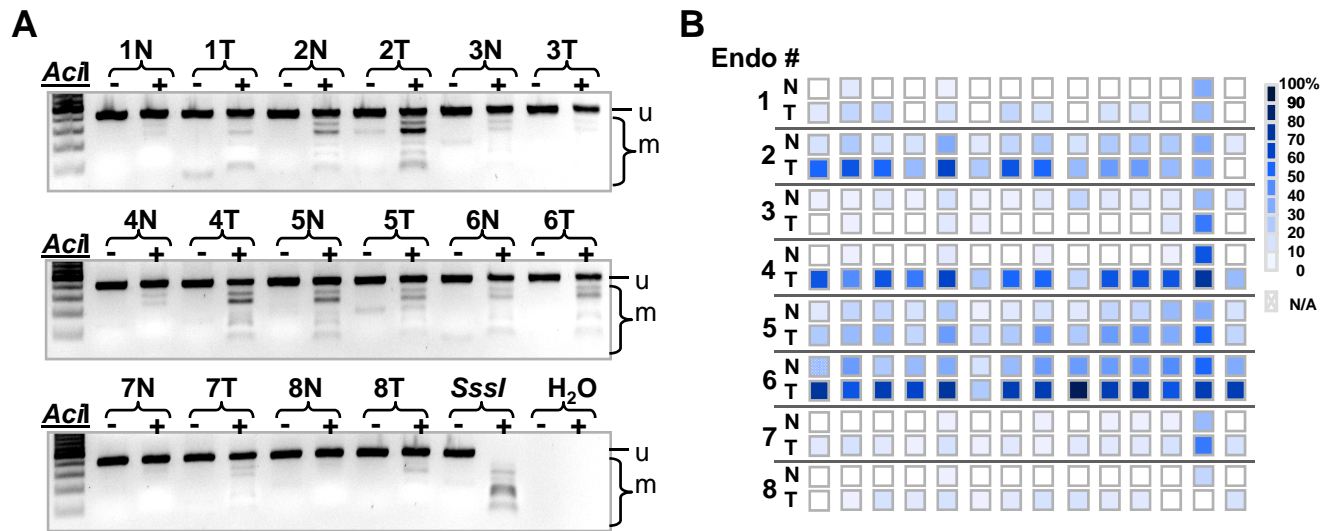 A
1N 1T 2N 2T 3N 3T
AciI - + - + - + - + - + - +
u
m
4N 4T 5N 5T 6N 6T
AciI - + - + - + - + - + - +
u
m
7N 7T 8N 8T SssI H2O
AciI - + - + - + - + - + - +
u
m
B
Endo #
1 N
T
2 N
T
3 N
T
4 N
T
5 N
T
6 N
T
7 N
T
8 N
T
100%
90
80
70
60
50
40
30
20
10
0
N/A